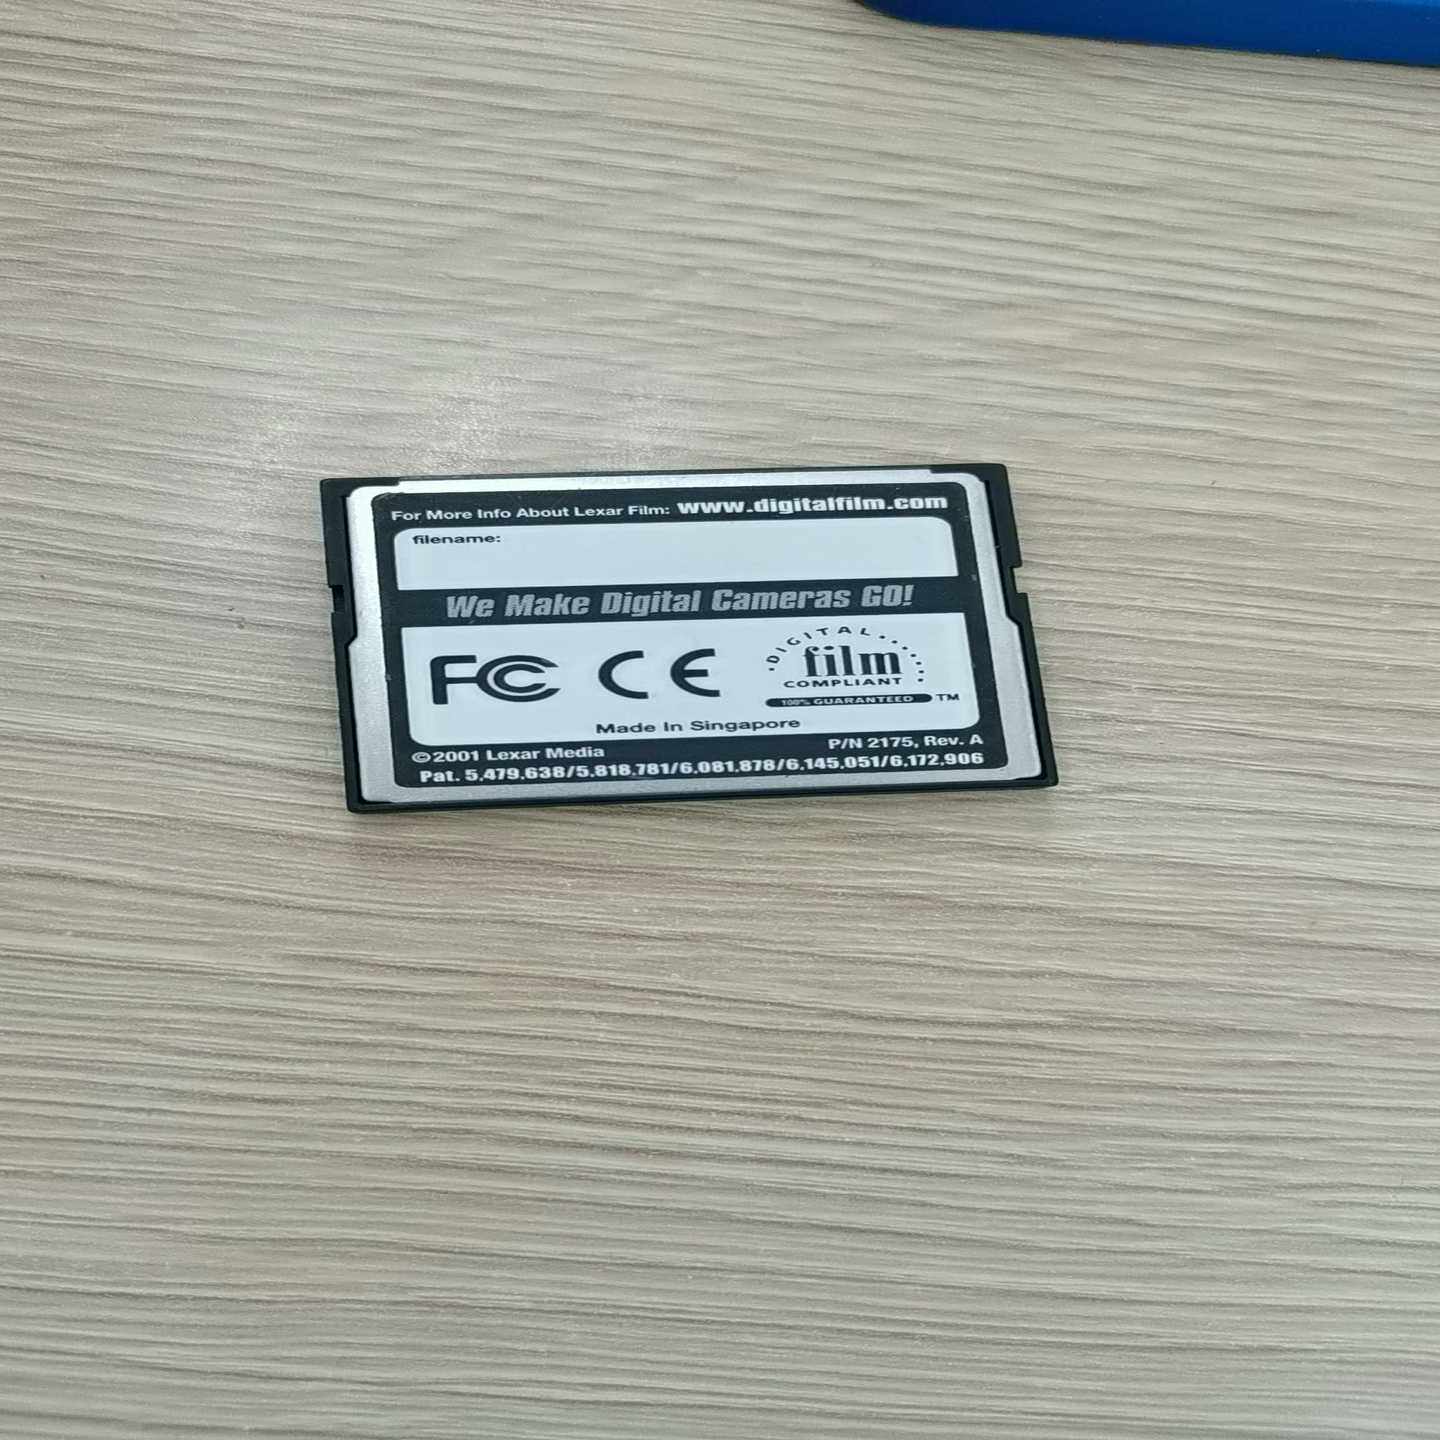 For More Info About Lexar Film: www.digitalfilm.com
filename:
We Make Digital Cameras GO!
FC CE
DIGITAL
film
COMPLIANT
100% GUARANTEED TM
Made In Singapore
©2001 Lexar Media P/N 2175, Rev. A
Pat. 5,479,638/5,818,781/6,081,878/6,145,051/6,172,906